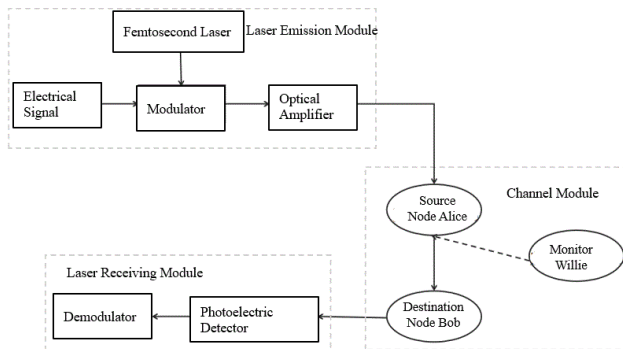 Femtosecond Laser
Laser Emission Module
Electrical
Signal
Modulator
Optical
Amplifier
Source
Node Alice
Channel Module
Monitor
Willie
Laser Receiving Module
Demodulator
Photoelectric
Detector
Destination
Node Bob